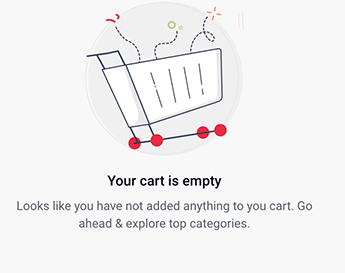 Your cart is empty
Looks like you have not added anything to you cart. Go
ahead & explore top categories.